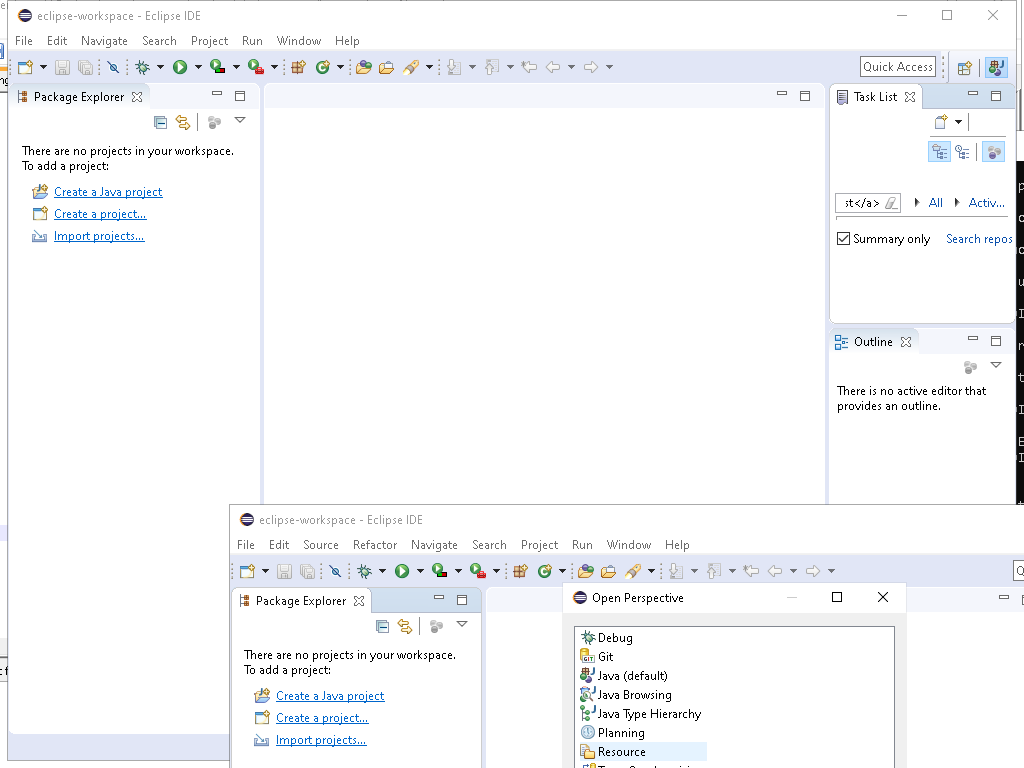 eclipse-workspace - Eclipse IDE
File Edit Navigate Search Project Run Window Help
Quick Access
Package Explorer
Task List
There are no projects in your workspace.
To add a project:
Create a Java project
Create a project...
Import projects...
All Activ...
Summary only Search repos
Outline
There is no active editor that
provides an outline.
eclipse-workspace - Eclipse IDE
File Edit Source Refactor Navigate Search Project Run Window Help
Package Explorer
There are no projects in your workspace.
To add a project:
Create a Java project
Create a project...
Import projects...
Open Perspective
Debug
Git
Java (default)
Java Browsing
Java Type Hierarchy
Planning
Resource